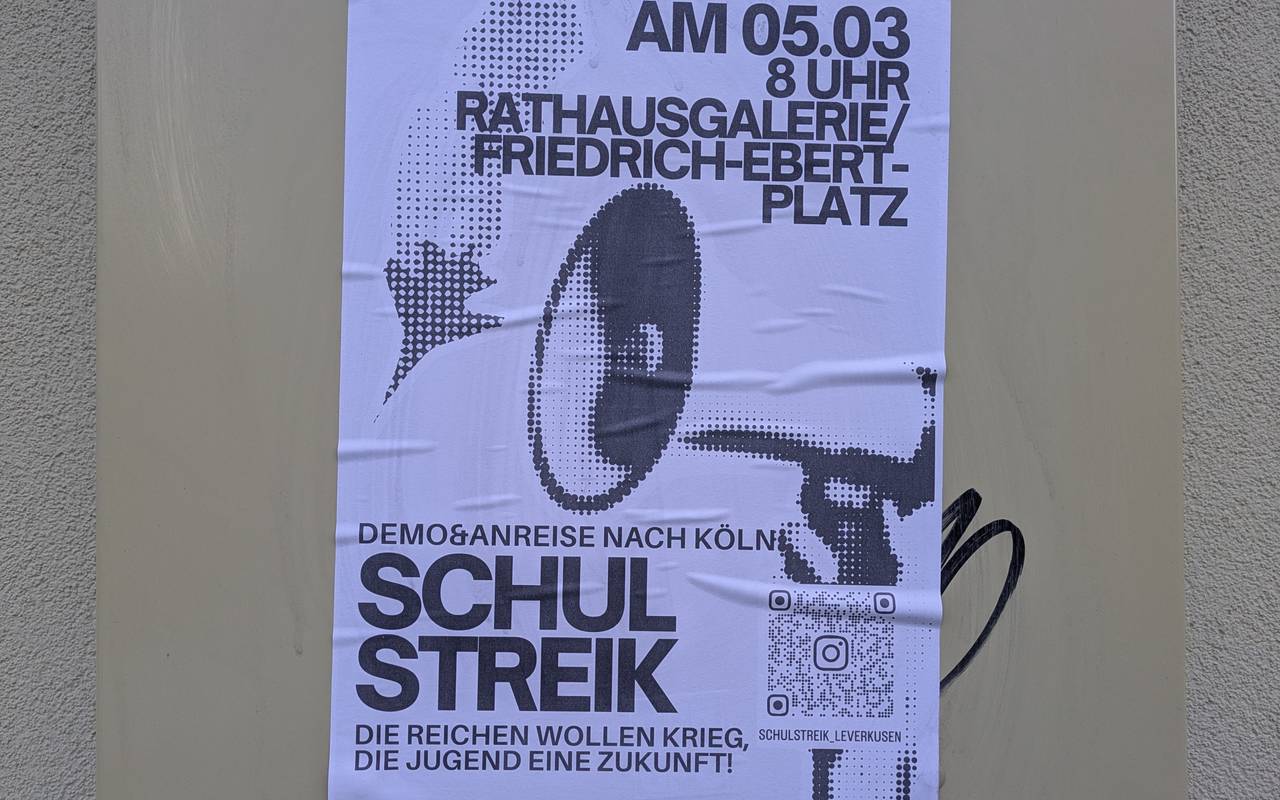 AM 05.03
8 UHR
RATHAUSGALERIE/
FRIEDRICH-EBERT-
PLATZ
DEMO&ANREISE NACH KÖLN
SCHUL
STREIK
DIE REICHEN WOLLEN KRIEG,
DIE JUGEND EINE ZUKUNFT!
SCHULSTREIK_LEVERKUSEN